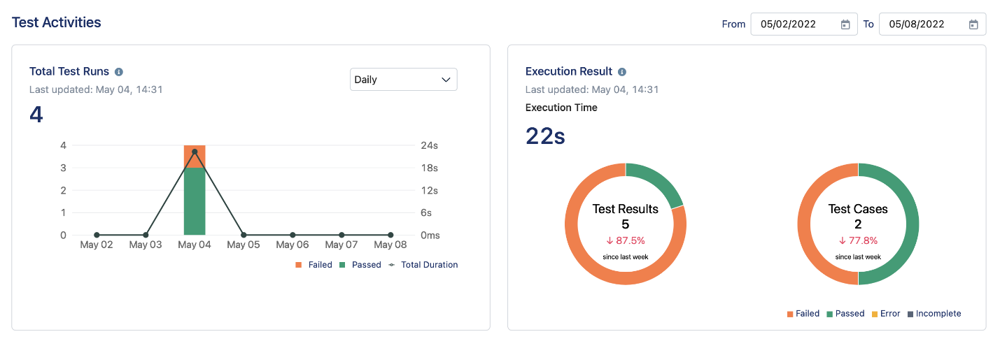 Test Activities
From 05/02/2022 To 05/08/2022
Total Test Runs
Last updated: May 04, 14:31
Daily
4
4
3
2
1
0
24s
18s
12s
6s
0ms
May 02 May 03 May 04 May 05 May 06 May 07 May 08
Failed Passed Total Duration
Execution Result
Last updated: May 04, 14:31
Execution Time
22s
Test Results
5
↓ 87.5%
since last week
Test Cases
2
↓ 77.8%
since last week
Failed Passed Error Incomplete